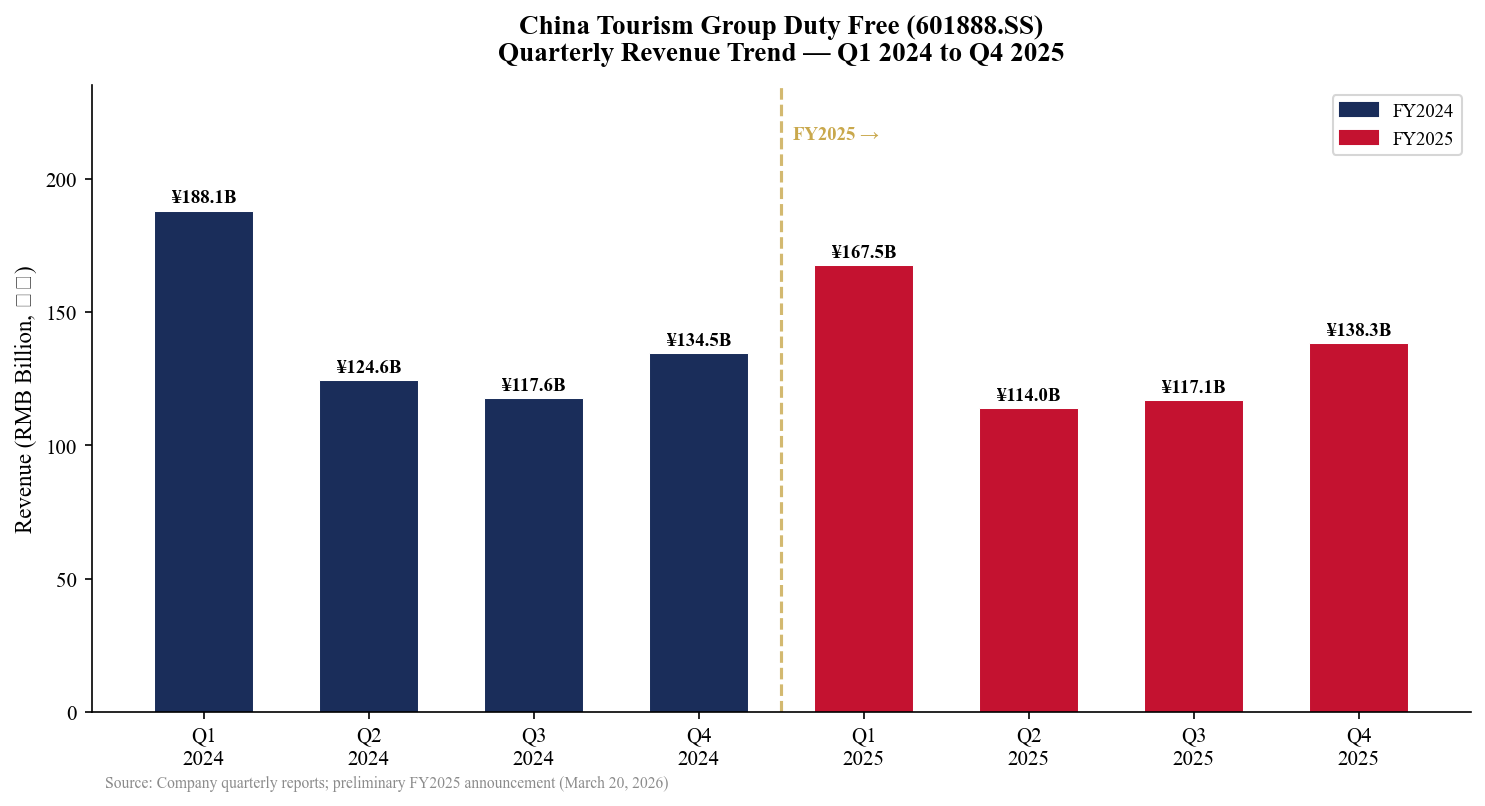 China Tourism Group Duty Free (601888.SS)
Quarterly Revenue Trend — Q1 2024 to Q4 2025
FY2025 →
FY2024
FY2025
Revenue (RMB Billion, □□)
200
150
100
50
0
¥188.1B
¥124.6B
¥117.6B
¥134.5B
¥167.5B
¥114.0B
¥117.1B
¥138.3B
Q1
2024
Q2
2024
Q3
2024
Q4
2024
Q1
2025
Q2
2025
Q3
2025
Q4
2025
Source: Company quarterly reports; preliminary FY2025 announcement (March 20, 2026)